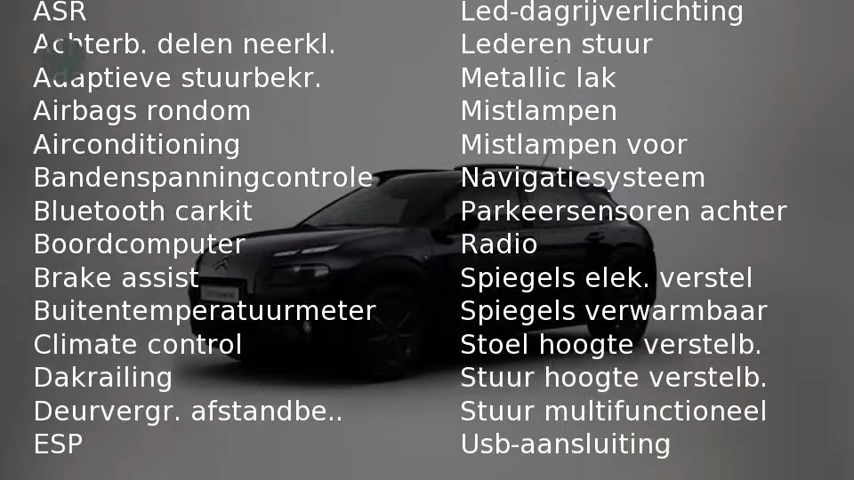 ASR
Achterb. delen neerkl.
Adaptieve stuurbekr.
Airbags rondom
Airconditioning
Bandenspanningcontrole
Bluetooth carkit
Boordcomputer
Brake assist
Buitentemperatuurmeter
Climate control
Dakrailing
Deurvergr. afstandbe..
ESP
Led-dagrijverlichting
Lederen stuur
Metallic lak
Mistlampen
Mistlampen voor
Navigatiesysteem
Parkeersensoren achter
Radio
Spiegels elek. verstel
Spiegels verwarmbaar
Stoel hoogte verstelb.
Stuur hoogte verstelb.
Stuur multifunctioneel
Usb-aansluiting